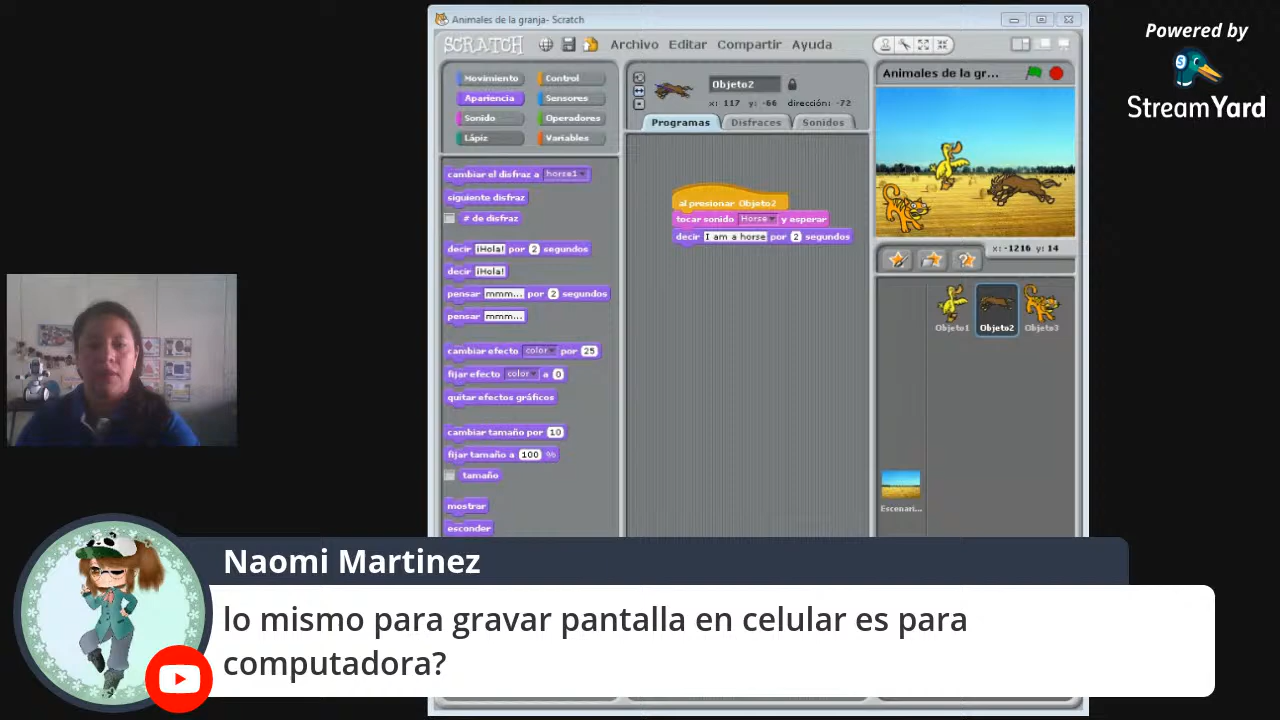 Animales de la granja- Scratch
Powered by
StreamYard
SCRATCH
Archivo Editar Compartir Ayuda
Movimiento Control
Apariencia Sensores
Sonido Operadores
Lápiz Variables
Objeto2
x: 117 y: -66 dirección: -72
Programas Disfraces Sonidos
Animales de la gr...
cambiar el disfraz a horse1
siguiente disfraz
# de disfraz
decir ¡Hola! por 2 segundos
decir ¡Hola!
pensar mmm... por 2 segundos
pensar mmm...
cambiar efecto color por 25
fijar efecto color a 0
quitar efectos gráficos
cambiar tamaño por 10
fijar tamaño a 100 %
tamaño
mostrar
esconder
al presionar Objeto2
tocar sonido Horse y esperar
decir I am a horse por 2 segundos
x: -1216 y: 14
Objeto1 Objeto2 Objeto3
Escenari...
Naomi Martinez
lo mismo para gravar pantalla en celular es para
computadora?